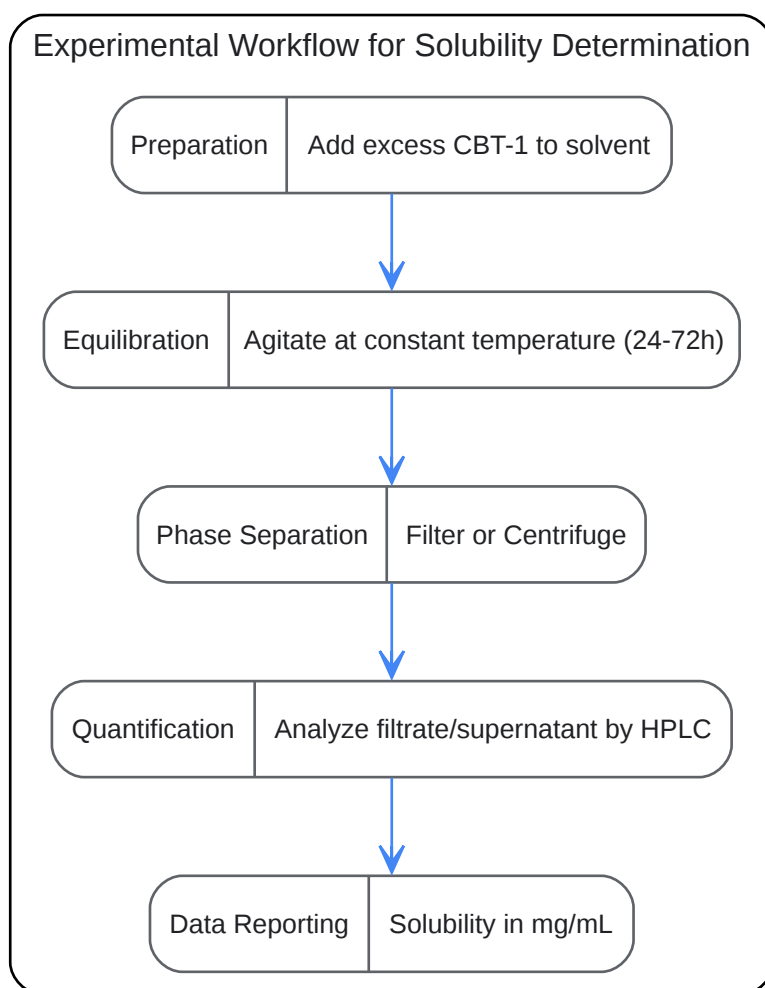 Experimental Workflow for Solubility Determination
Preparation Add excess CBT-1 to solvent
Equilibration Agitate at constant temperature (24-72h)
Phase Separation Filter or Centrifuge
Quantification Analyze filtrate/supernatant by HPLC
Data Reporting Solubility in mg/mL